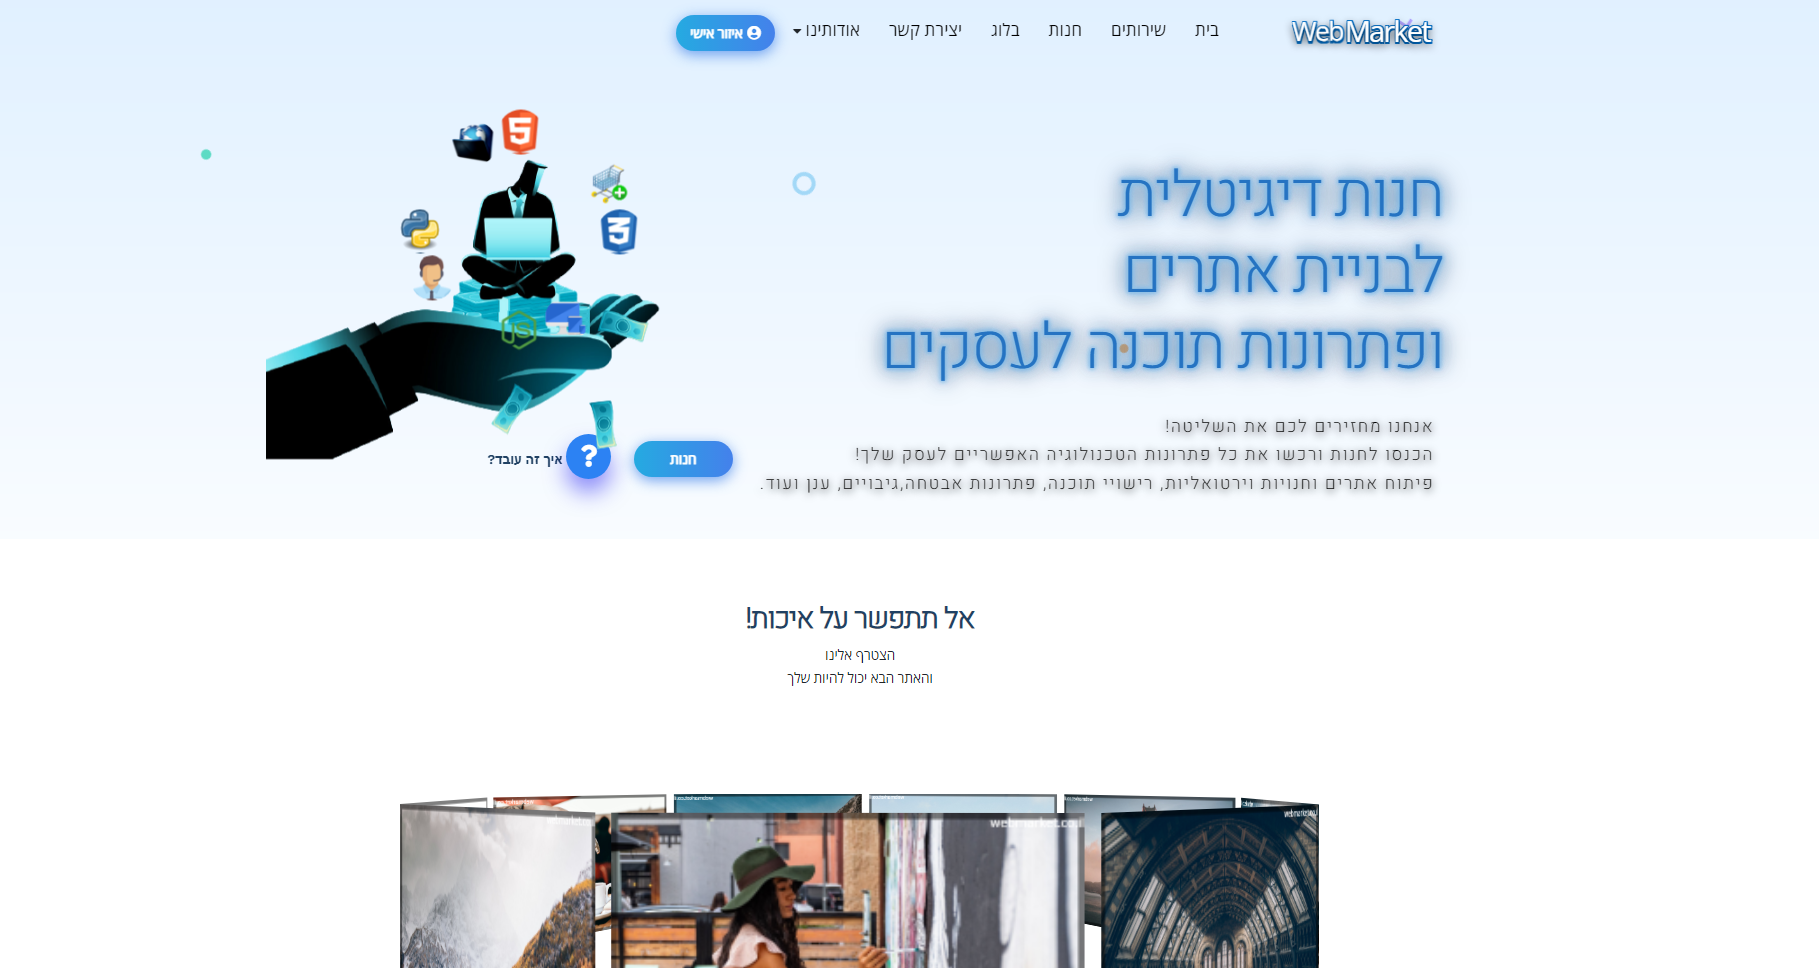 WebMarket
בית
שירותים
חנות
בלוג
יצירת קשר
אודותינו
איזור אישי
חנות דיגיטלית
לבניית אתרים
ופתרונות תוכנה לעסקים
אנחנו מחזירים לכם את השליטה!
הכנסו לחנות ורכשו את כל פתרונות הטכנולוגיה האפשריים לעסק שלך!
פיתוח אתרים וחנויות וירטואליות, רישויי תוכנה, פתרונות אבטחה,גיבויים, ענן ועוד.
חנות
?
איך זה עובד?
5
3
JS
אל תתפשר על איכות!
הצטרף אלינו
והאתר הבא יכול להיות שלך